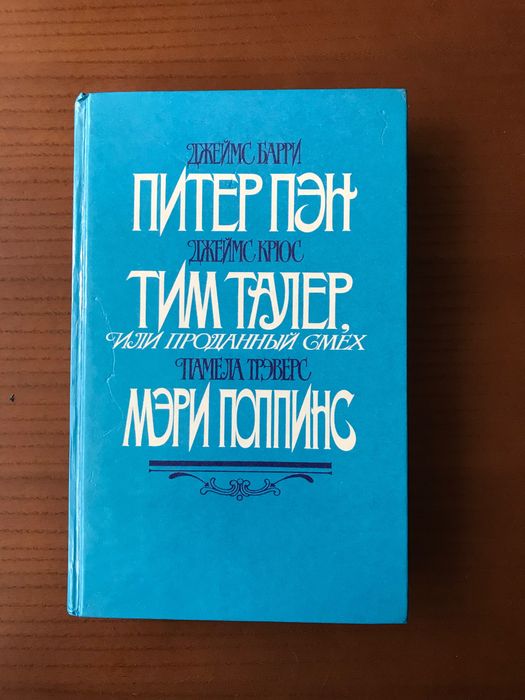 ДЖЕЙМС БАРРИ
ПИТЕР ПЭН
ДЖЕЙМС КРЮС
ТИМ ТАЛЕР,
ИЛИ ПРОДАННЫЙ СМЕХ
ПАМЕЛА ТРЭВЕРС
МЭРИ ПОППИНС